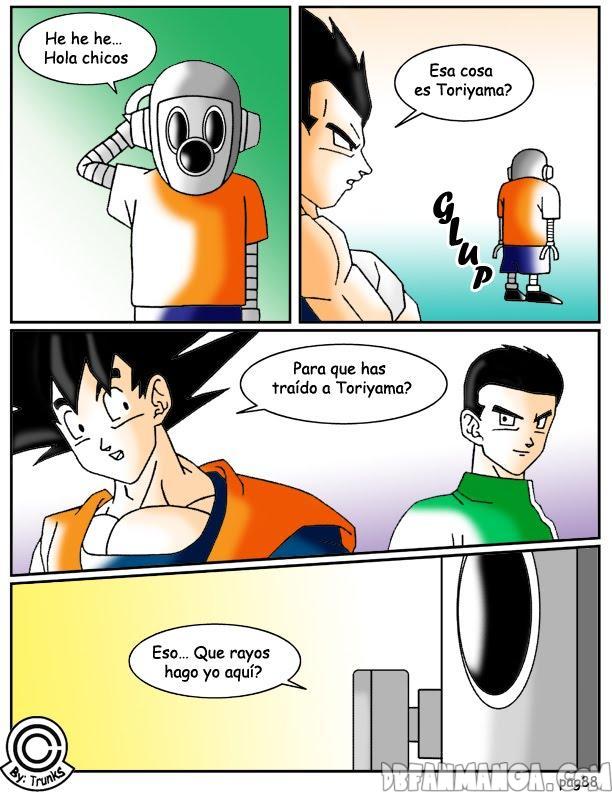 He he he...
Hola chicos
Esa cosa
es Toriyama?
GLUP
Para que has
traído a Toriyama?
Eso... Que rayos
hago yo aquí?
By: Trunks
DBFANMANGA.COM